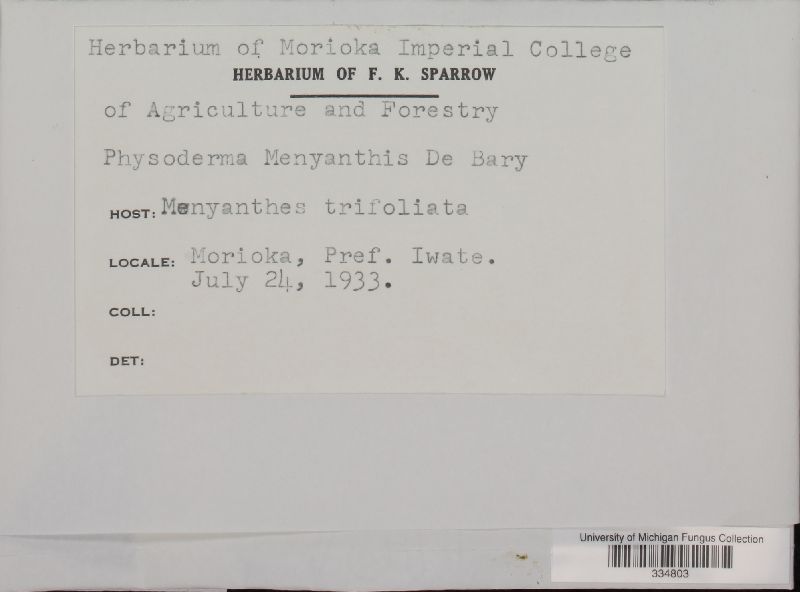 Herbarium of Morioka Imperial College
HERBARIUM OF F. K. SPARROW
of Agriculture and Forestry
Physoderma Menyanthis De Bary
HOST: Menyanthes trifoliata
LOCALE: Morioka, Pref. Iwate.
July 24, 1933.
COLL:
DET:
University of Michigan Fungus Collection
334803